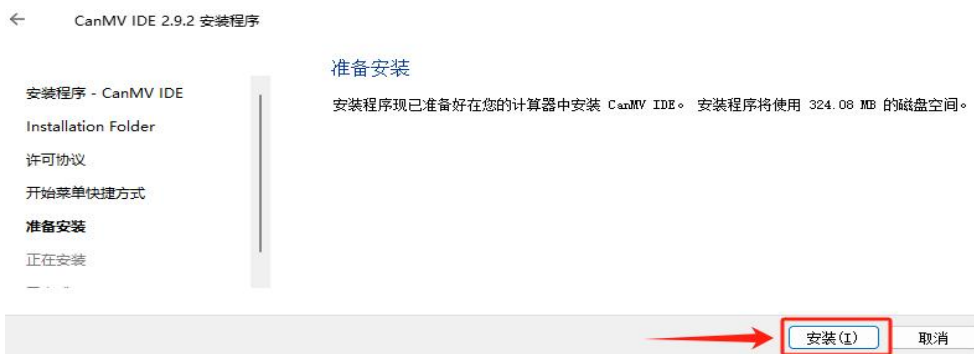 CanMV IDE 2.9.2 安装程序
准备安装
安装程序现已准备好在您的计算器中安装 CanMV IDE。 安装程序将使用 324.08 MB 的磁盘空间。
安装程序 - CanMV IDE
Installation Folder
许可协议
开始菜单快捷方式
准备安装
正在安装
安装(I)
取消